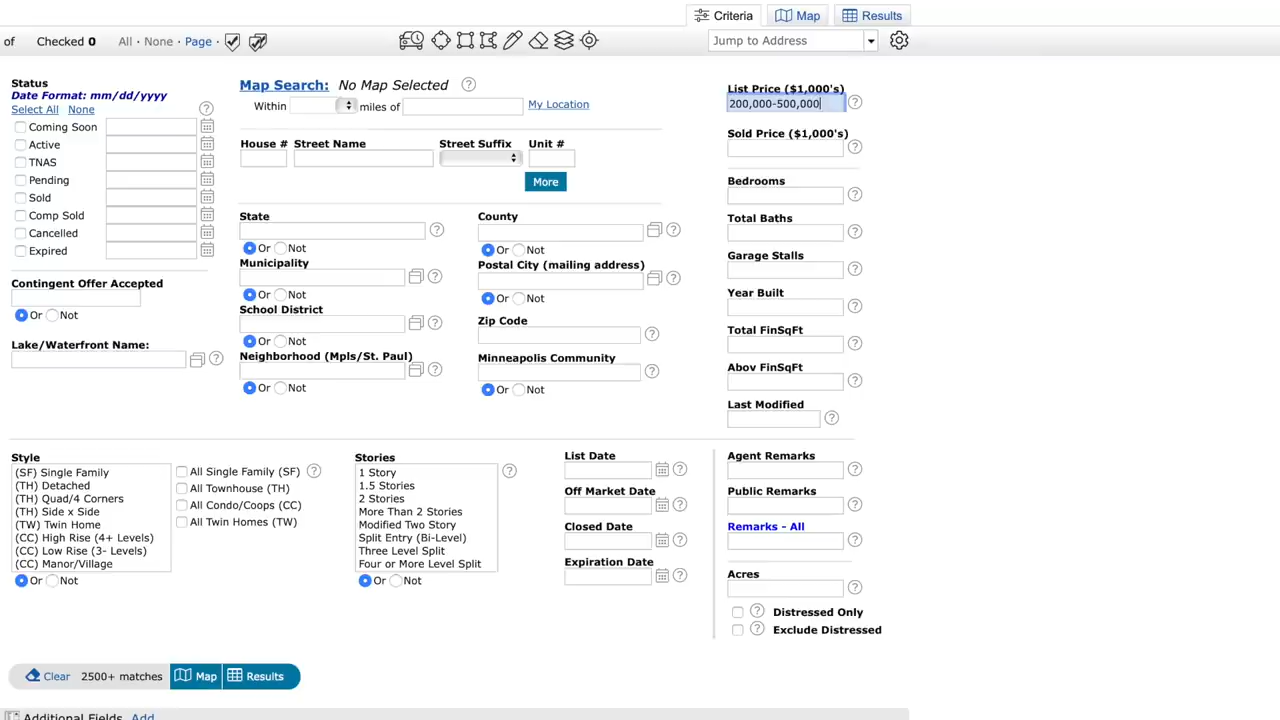 Criteria
Map
Results
of Checked 0 All · None · Page ·
Jump to Address
Status
Date Format: mm/dd/yyyy
Select All None
Coming Soon
Active
TNAS
Pending
Sold
Comp Sold
Cancelled
Expired
Contingent Offer Accepted
Or Not
Lake/Waterfront Name:
Map Search: No Map Selected
Within miles of My Location
House # Street Name Street Suffix Unit #
More
State
Or Not
Municipality
Or Not
School District
Or Not
Neighborhood (Mpls/St. Paul)
Or Not
County
Or Not
Postal City (mailing address)
Or Not
Zip Code
Minneapolis Community
Or Not
List Price ($1,000's)
200,000-500,000
Sold Price ($1,000's)
Bedrooms
Total Baths
Garage Stalls
Year Built
Total FinSqFt
Abov FinSqFt
Last Modified
Style
(SF) Single Family
(TH) Detached
(TH) Quad/4 Corners
(TH) Side x Side
(TW) Twin Home
(CC) High Rise (4+ Levels)
(CC) Low Rise (3- Levels)
(CC) Manor/Village
Or Not
All Single Family (SF)
All Townhouse (TH)
All Condo/Coops (CC)
All Twin Homes (TW)
Stories
1 Story
1.5 Stories
2 Stories
More Than 2 Stories
Modified Two Story
Split Entry (Bi-Level)
Three Level Split
Four or More Level Split
Or Not
List Date
Off Market Date
Closed Date
Expiration Date
Agent Remarks
Public Remarks
Remarks - All
Acres
Distressed Only
Exclude Distressed
Clear 2500+ matches Map Results
Additional Fields Add